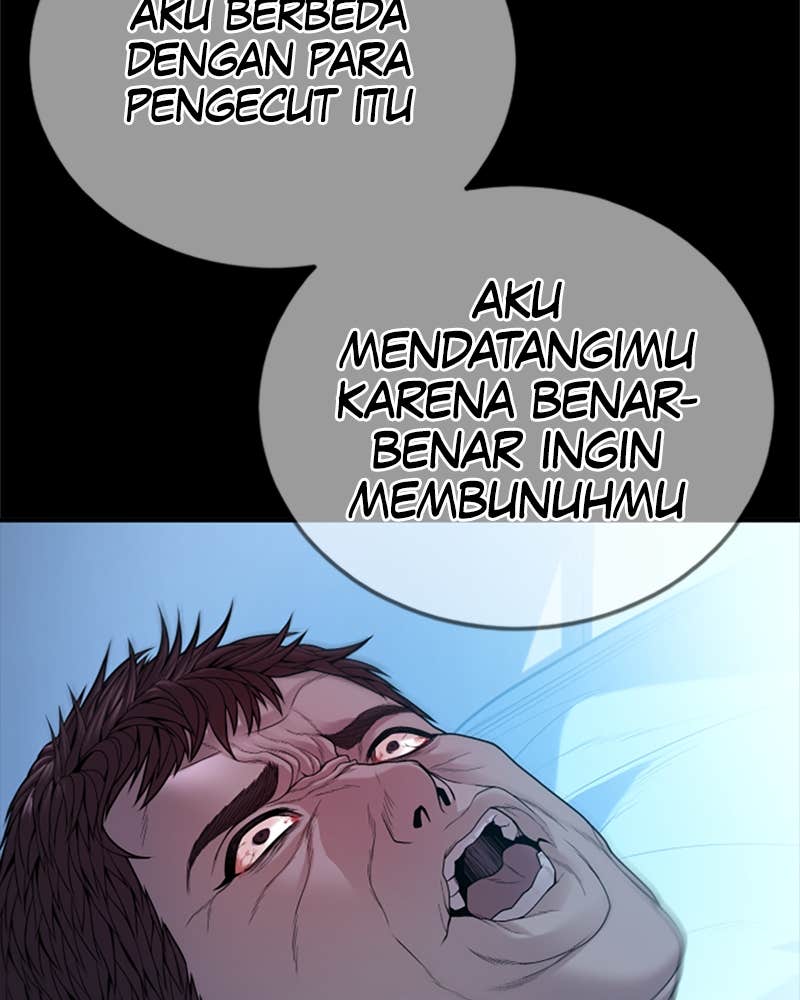 AKU BERBEDA
DENGAN PARA
PENGECUT ITU
AKU
MENDATANGIMU
KARENA BENAR-
BENAR INGIN
MEMBUNUHMU